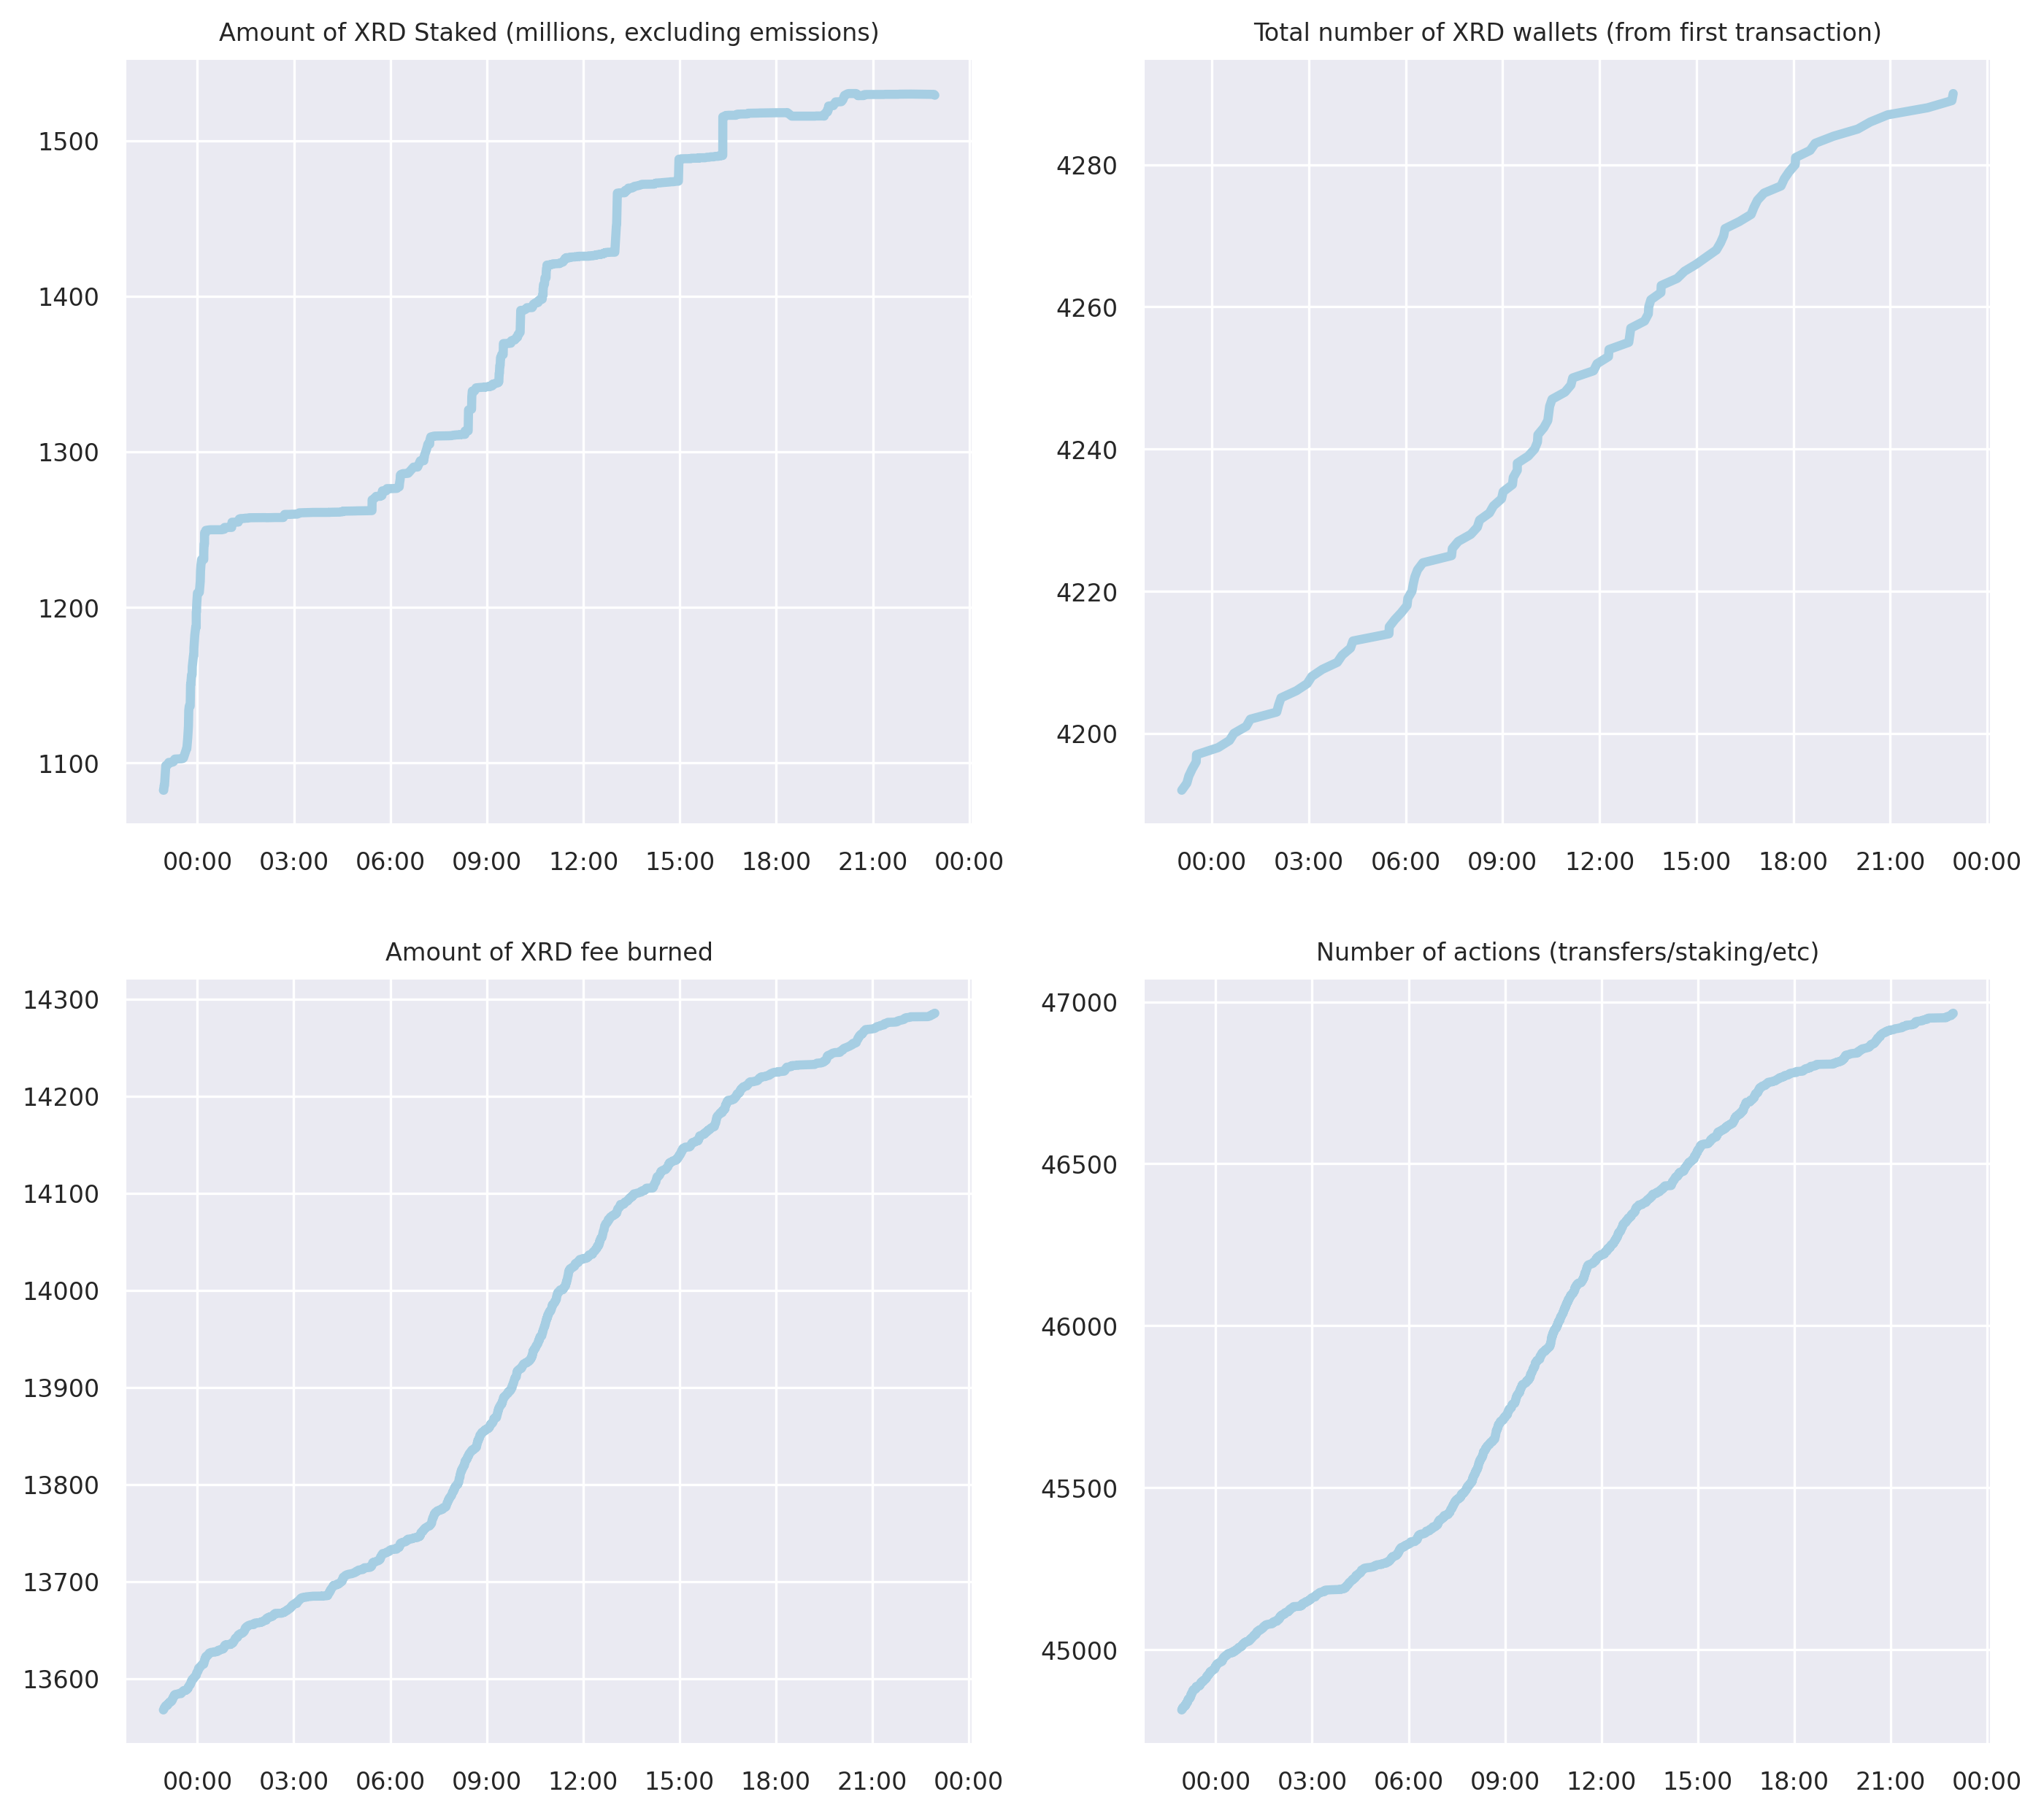 Amount of XRD Staked (millions, excluding emissions)
1500
1400
1300
1200
1100
00:00 03:00 06:00 09:00 12:00 15:00 18:00 21:00 00:00
Total number of XRD wallets (from first transaction)
4280
4260
4240
4220
4200
00:00 03:00 06:00 09:00 12:00 15:00 18:00 21:00 00:00
Amount of XRD fee burned
14300
14200
14100
14000
13900
13800
13700
13600
00:00 03:00 06:00 09:00 12:00 15:00 18:00 21:00 00:00
Number of actions (transfers/staking/etc)
47000
46500
46000
45500
45000
00:00 03:00 06:00 09:00 12:00 15:00 18:00 21:00 00:00